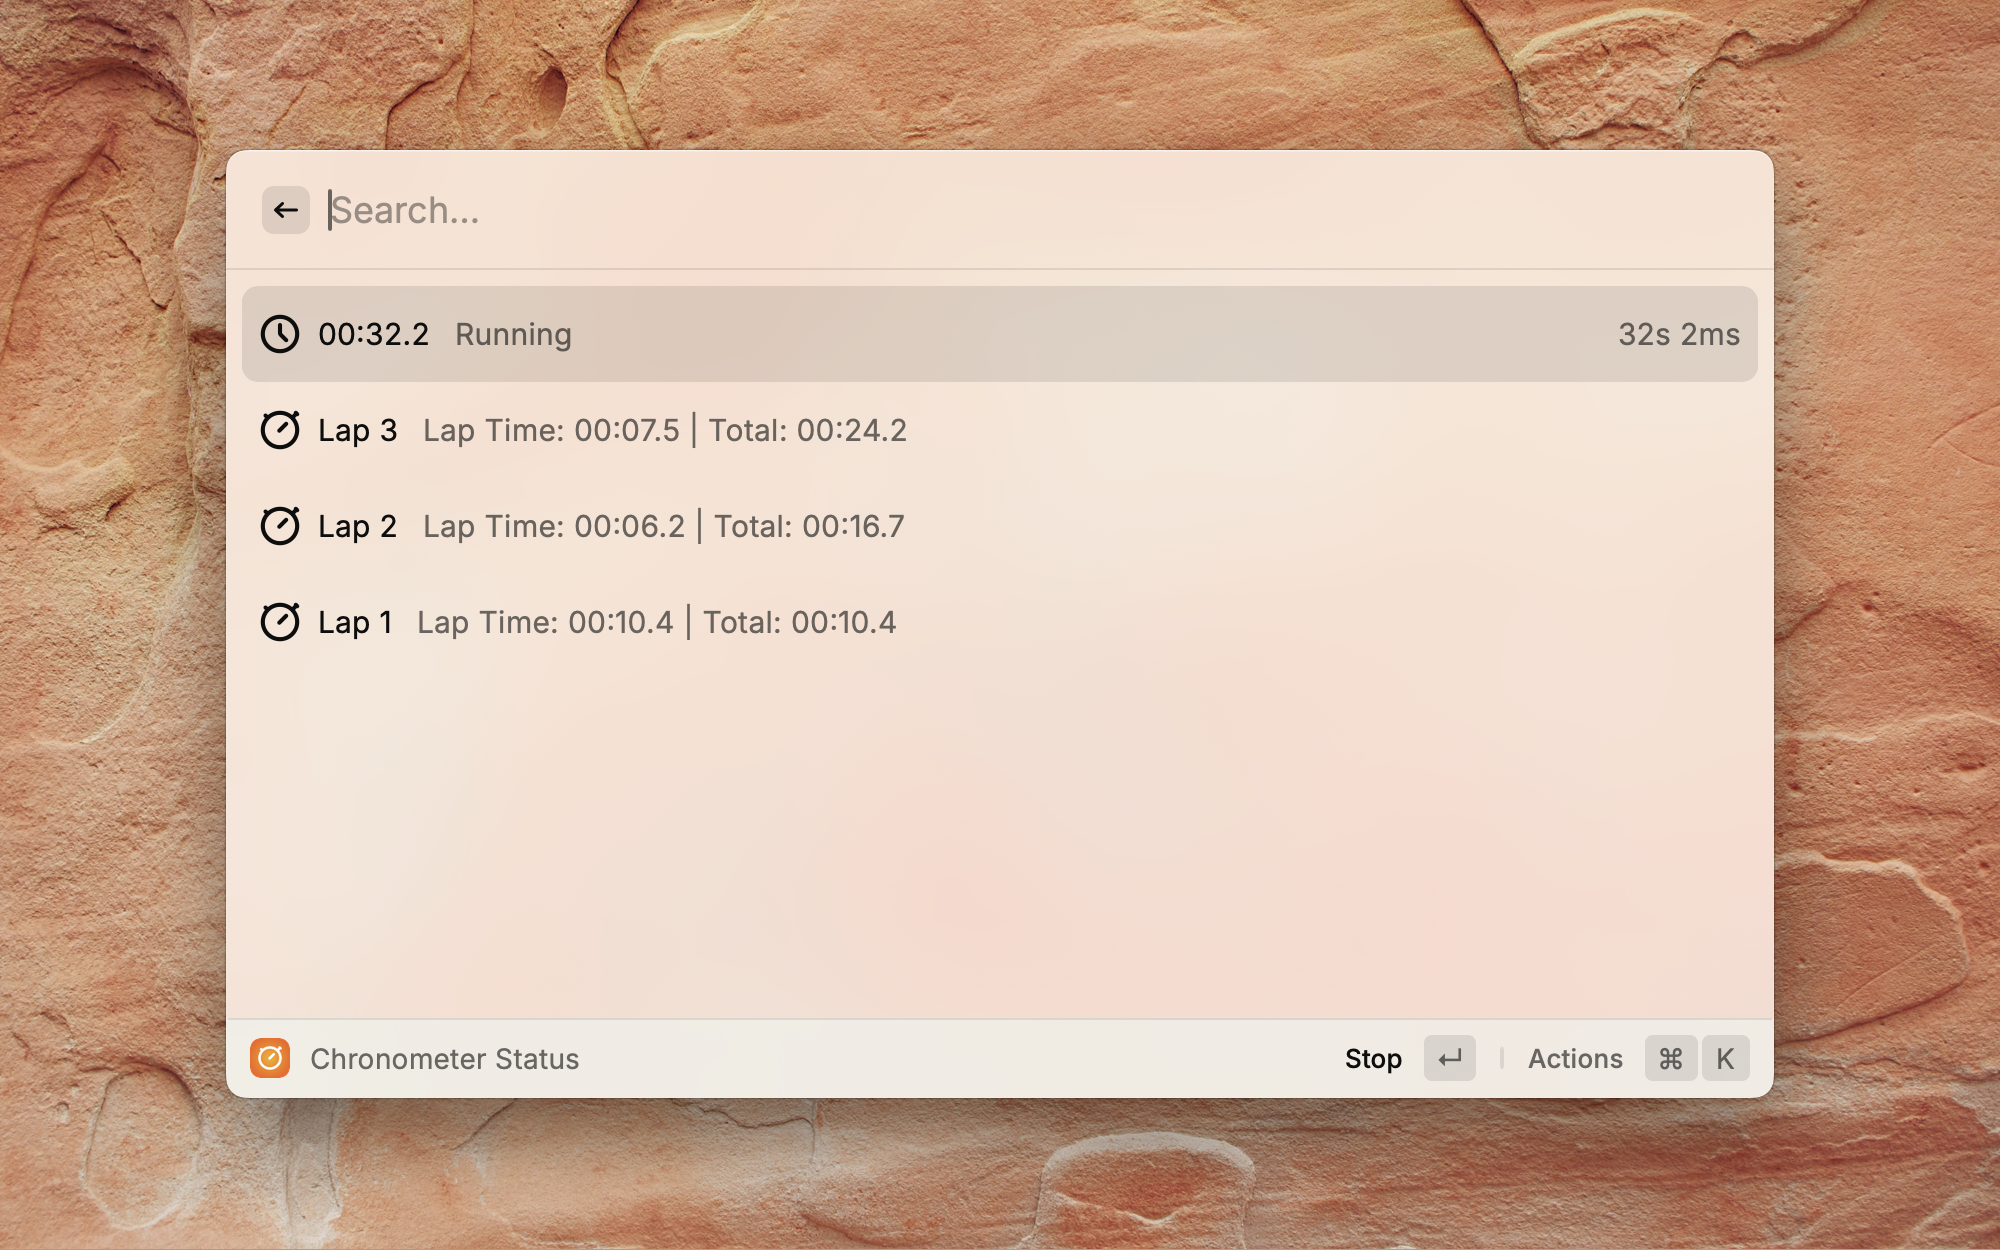 Search...
00:32.2 Running 32s 2ms
Lap 3 Lap Time: 00:07.5 | Total: 00:24.2
Lap 2 Lap Time: 00:06.2 | Total: 00:16.7
Lap 1 Lap Time: 00:10.4 | Total: 00:10.4
Chronometer Status Stop ↵ | Actions ⌘ K